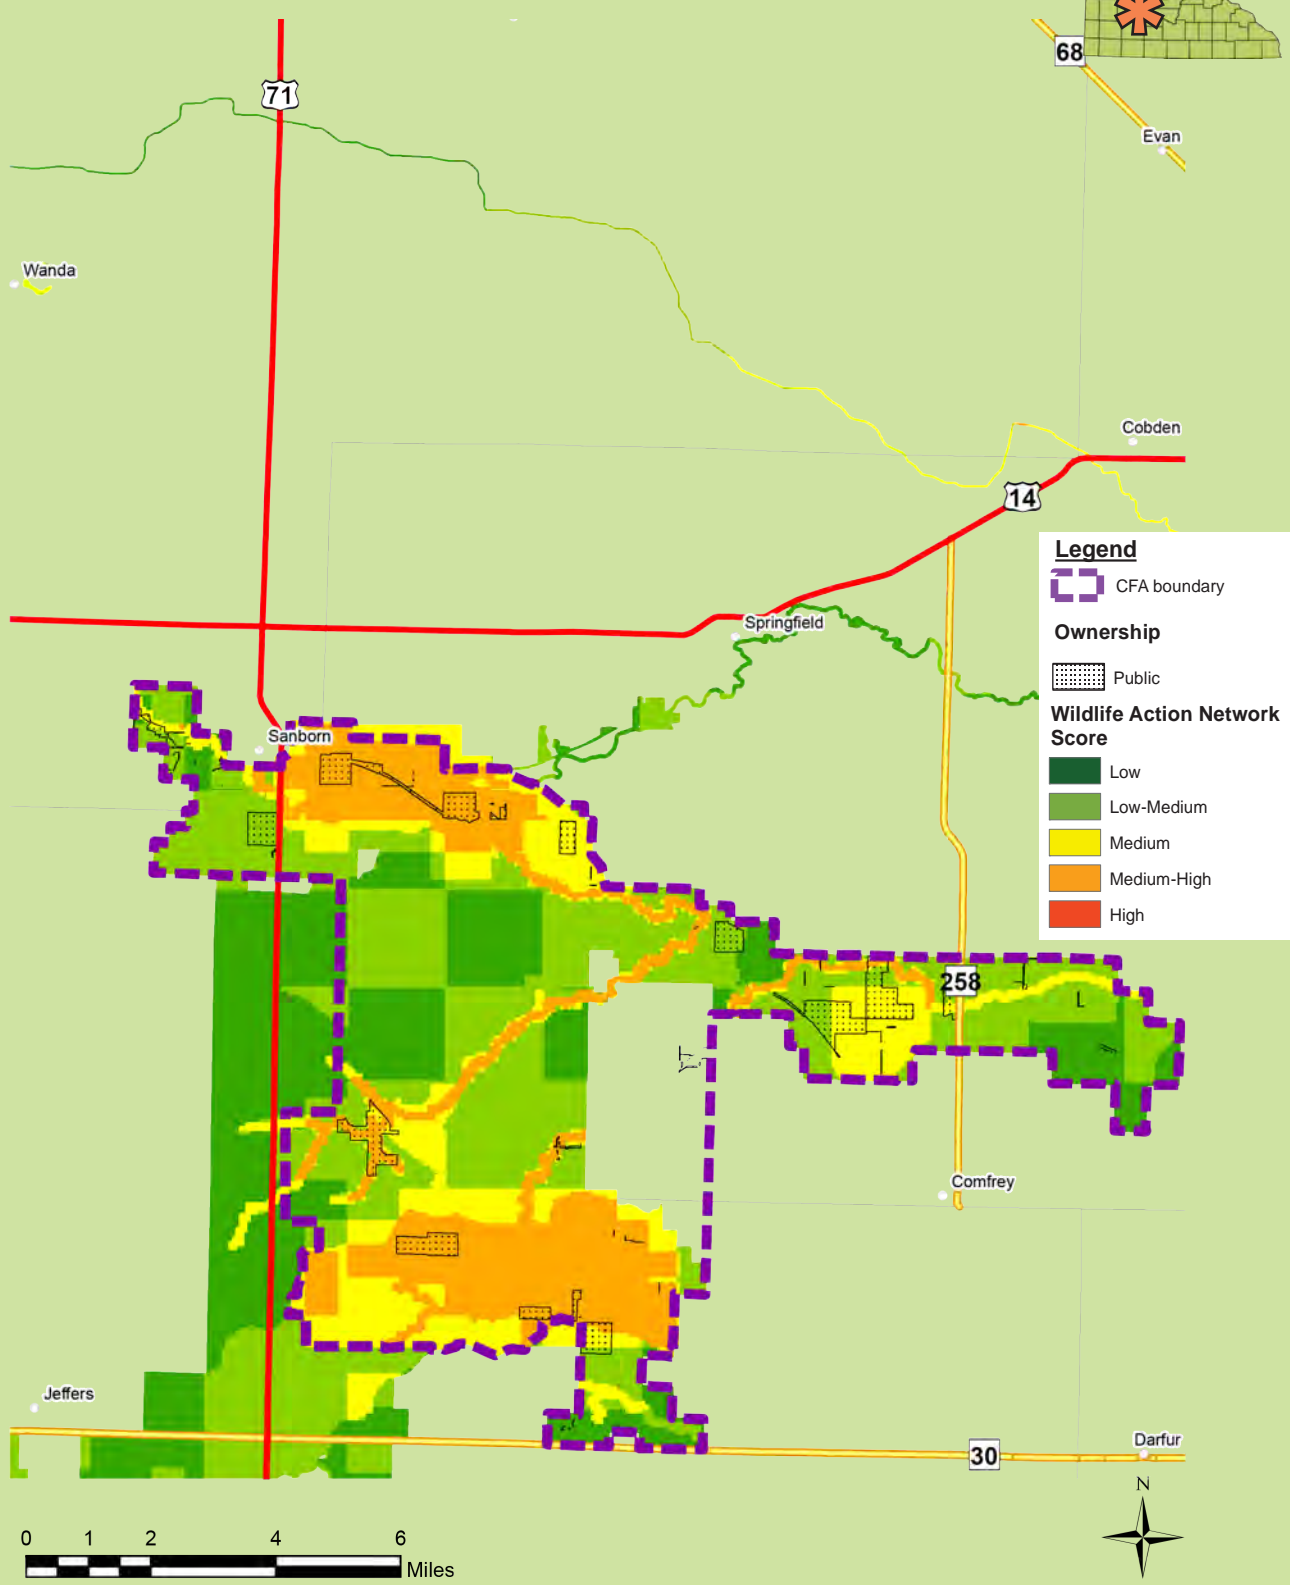 68
71
Evan
Wanda
Cobden
14
Legend
CFA boundary
Springfield
Ownership
Public
Wildlife Action Network
Score
Sanborn
Low
Low-Medium
Medium
Medium-High
High
258
Comfrey
Jeffers
Darfur
30
N
0 1 2 4 6
Miles